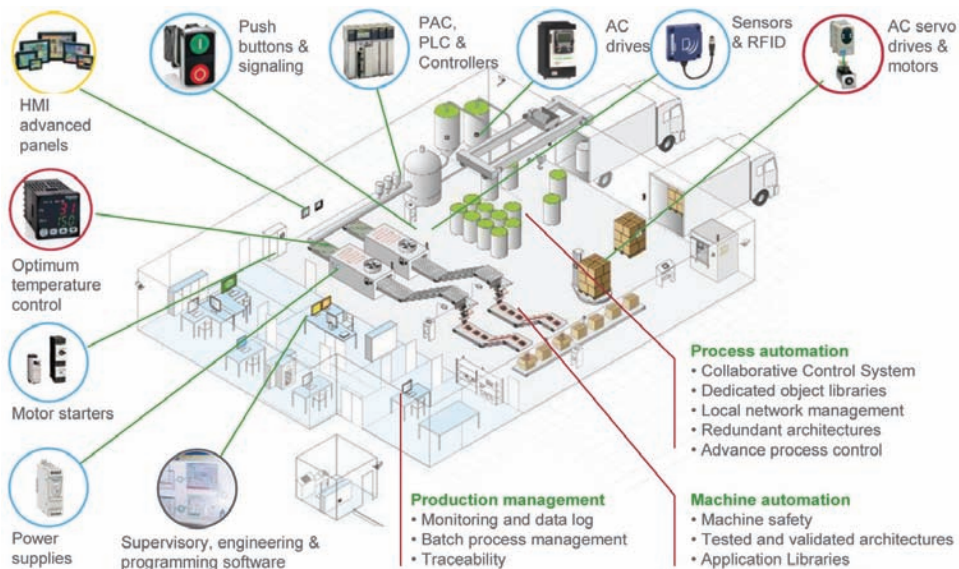 Push
buttons &
signaling
PAC,
PLC &
Controllers
AC
drives
Sensors
& RFID
AC servo
drives &
motors
HMI
advanced
panels
Optimum
temperature
control
Motor starters
Power
supplies
Supervisory, engineering &
programming software
Process automation
• Collaborative Control System
• Dedicated object libraries
• Local network management
• Redundant architectures
• Advance process control
Production management
• Monitoring and data log
• Batch process management
• Traceability
Machine automation
• Machine safety
• Tested and validated architectures
• Application Libraries